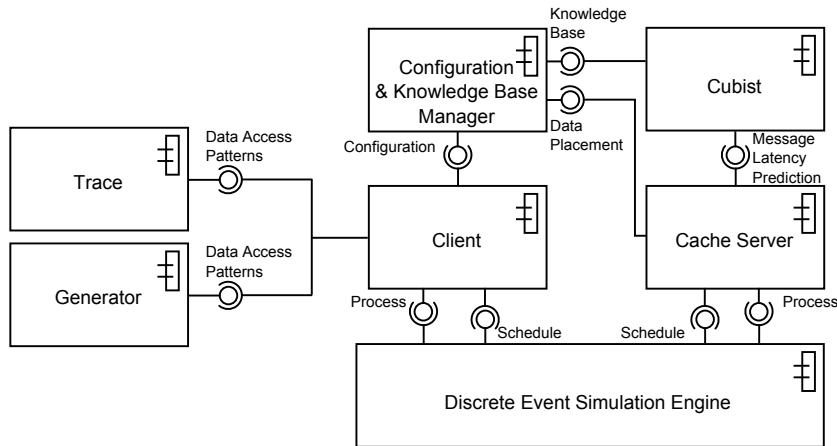 Knowledge
Base
Configuration
& Knowledge Base
Manager
Cubist
Data
Placement
Configuration
Message
Latency
Prediction
Data Access
Patterns
Trace
Client
Cache Server
Data Access
Patterns
Generator
Process
Schedule
Schedule
Process
Discrete Event Simulation Engine